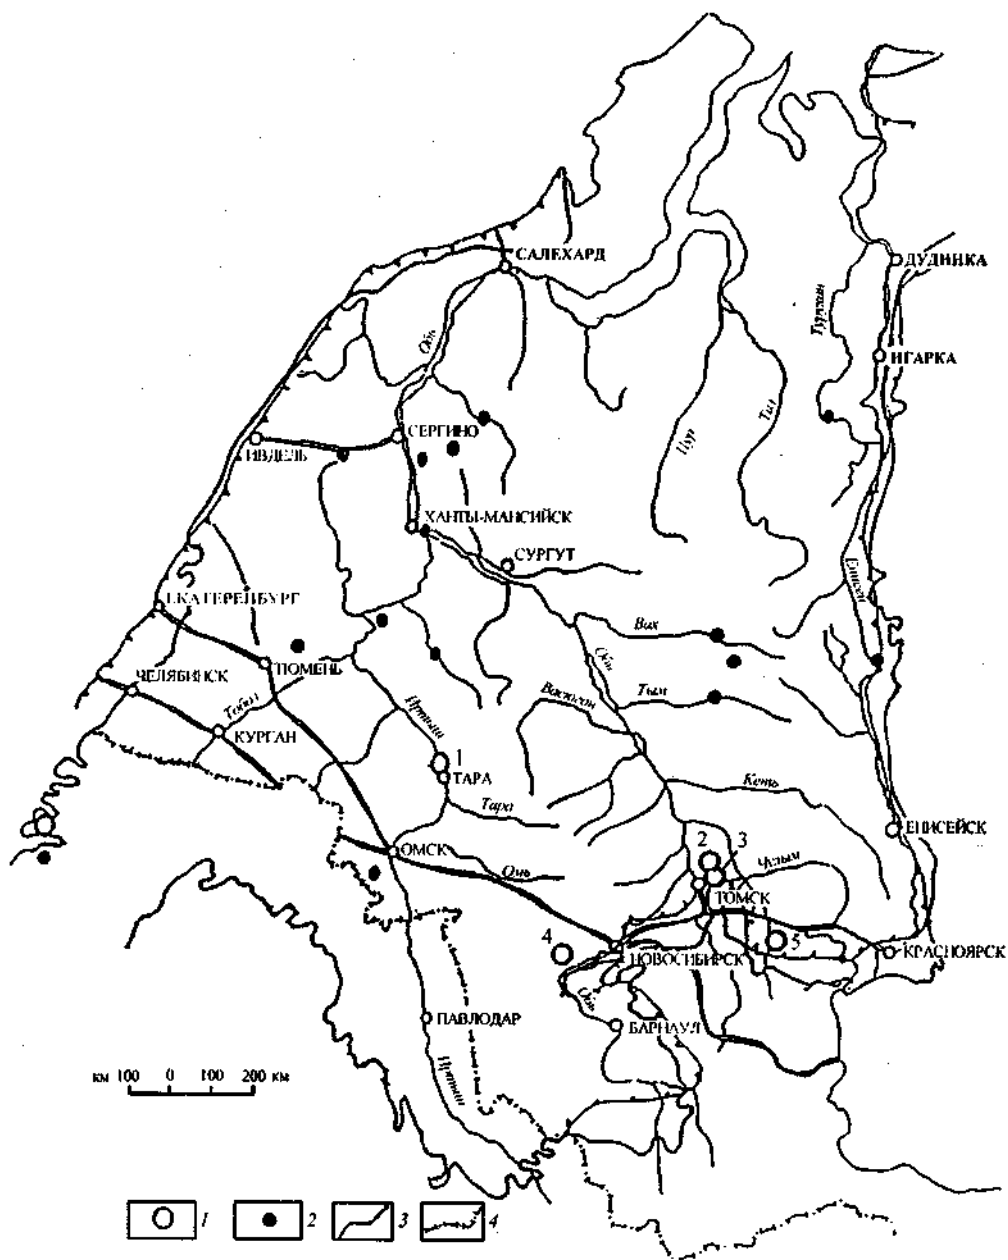 САЛЕХАРД
ДУДИНКА
Обь
Турухан
ИГАРКА
Таз
Пур
СЕРГИНО
ИВДЕЛЬ
ХАНТЫ-МАНСИЙСК
СУРГУТ
Енисей
ЕКАТЕРЕНБУРГ
Вах
ТЮМЕНЬ
Обь
ЧЕЛЯБИНСК
Тобол
Иртыш
Васюган
Тым
КУРГАН
1
ТАРА
Кеть
Тара
ЕНИСЕЙСК
2
3
ОМСК
Омь
Чулым
ТОМСК
4
5
НОВОСИБИРСК
КРАСНОЯРСК
Обь
ПАВЛОДАР
БАРНАУЛ
Иртыш
км 100 0 100 200 км
1 2 3 4